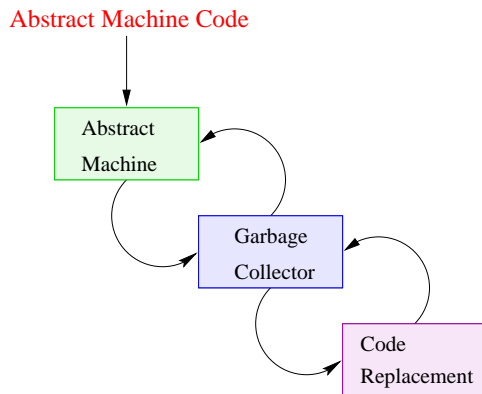 Abstract Machine Code
Abstract
Machine
Garbage
Collector
Code
Replacement